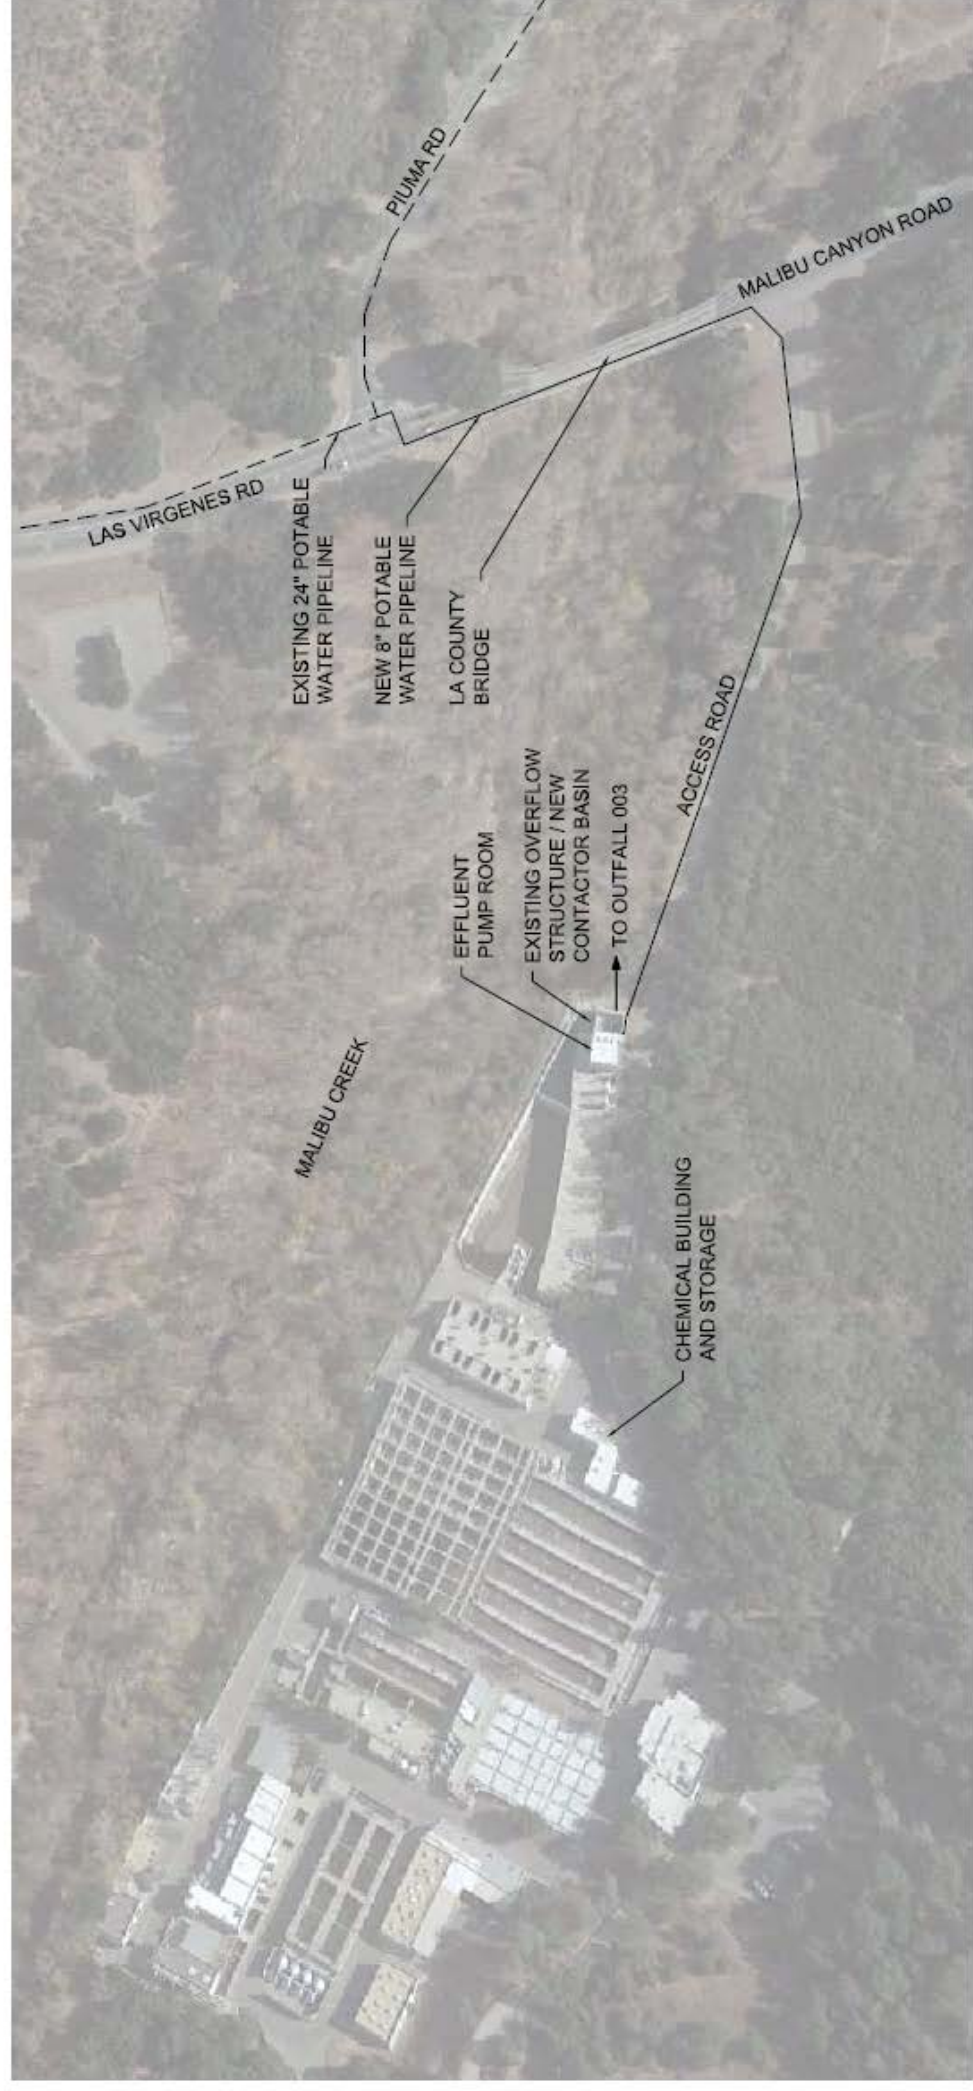 PIUMA RD
MALIBU CANYON ROAD
LAS VIRGENES RD
EXISTING 24" POTABLE
WATER PIPELINE
NEW 8" POTABLE
WATER PIPELINE
LA COUNTY
BRIDGE
ACCESS ROAD
EFFLUENT
PUMP ROOM
EXISTING OVERFLOW
STRUCTURE / NEW
CONTACTOR BASIN
TO OUTFALL 003
MALIBU CREEK
CHEMICAL BUILDING
AND STORAGE